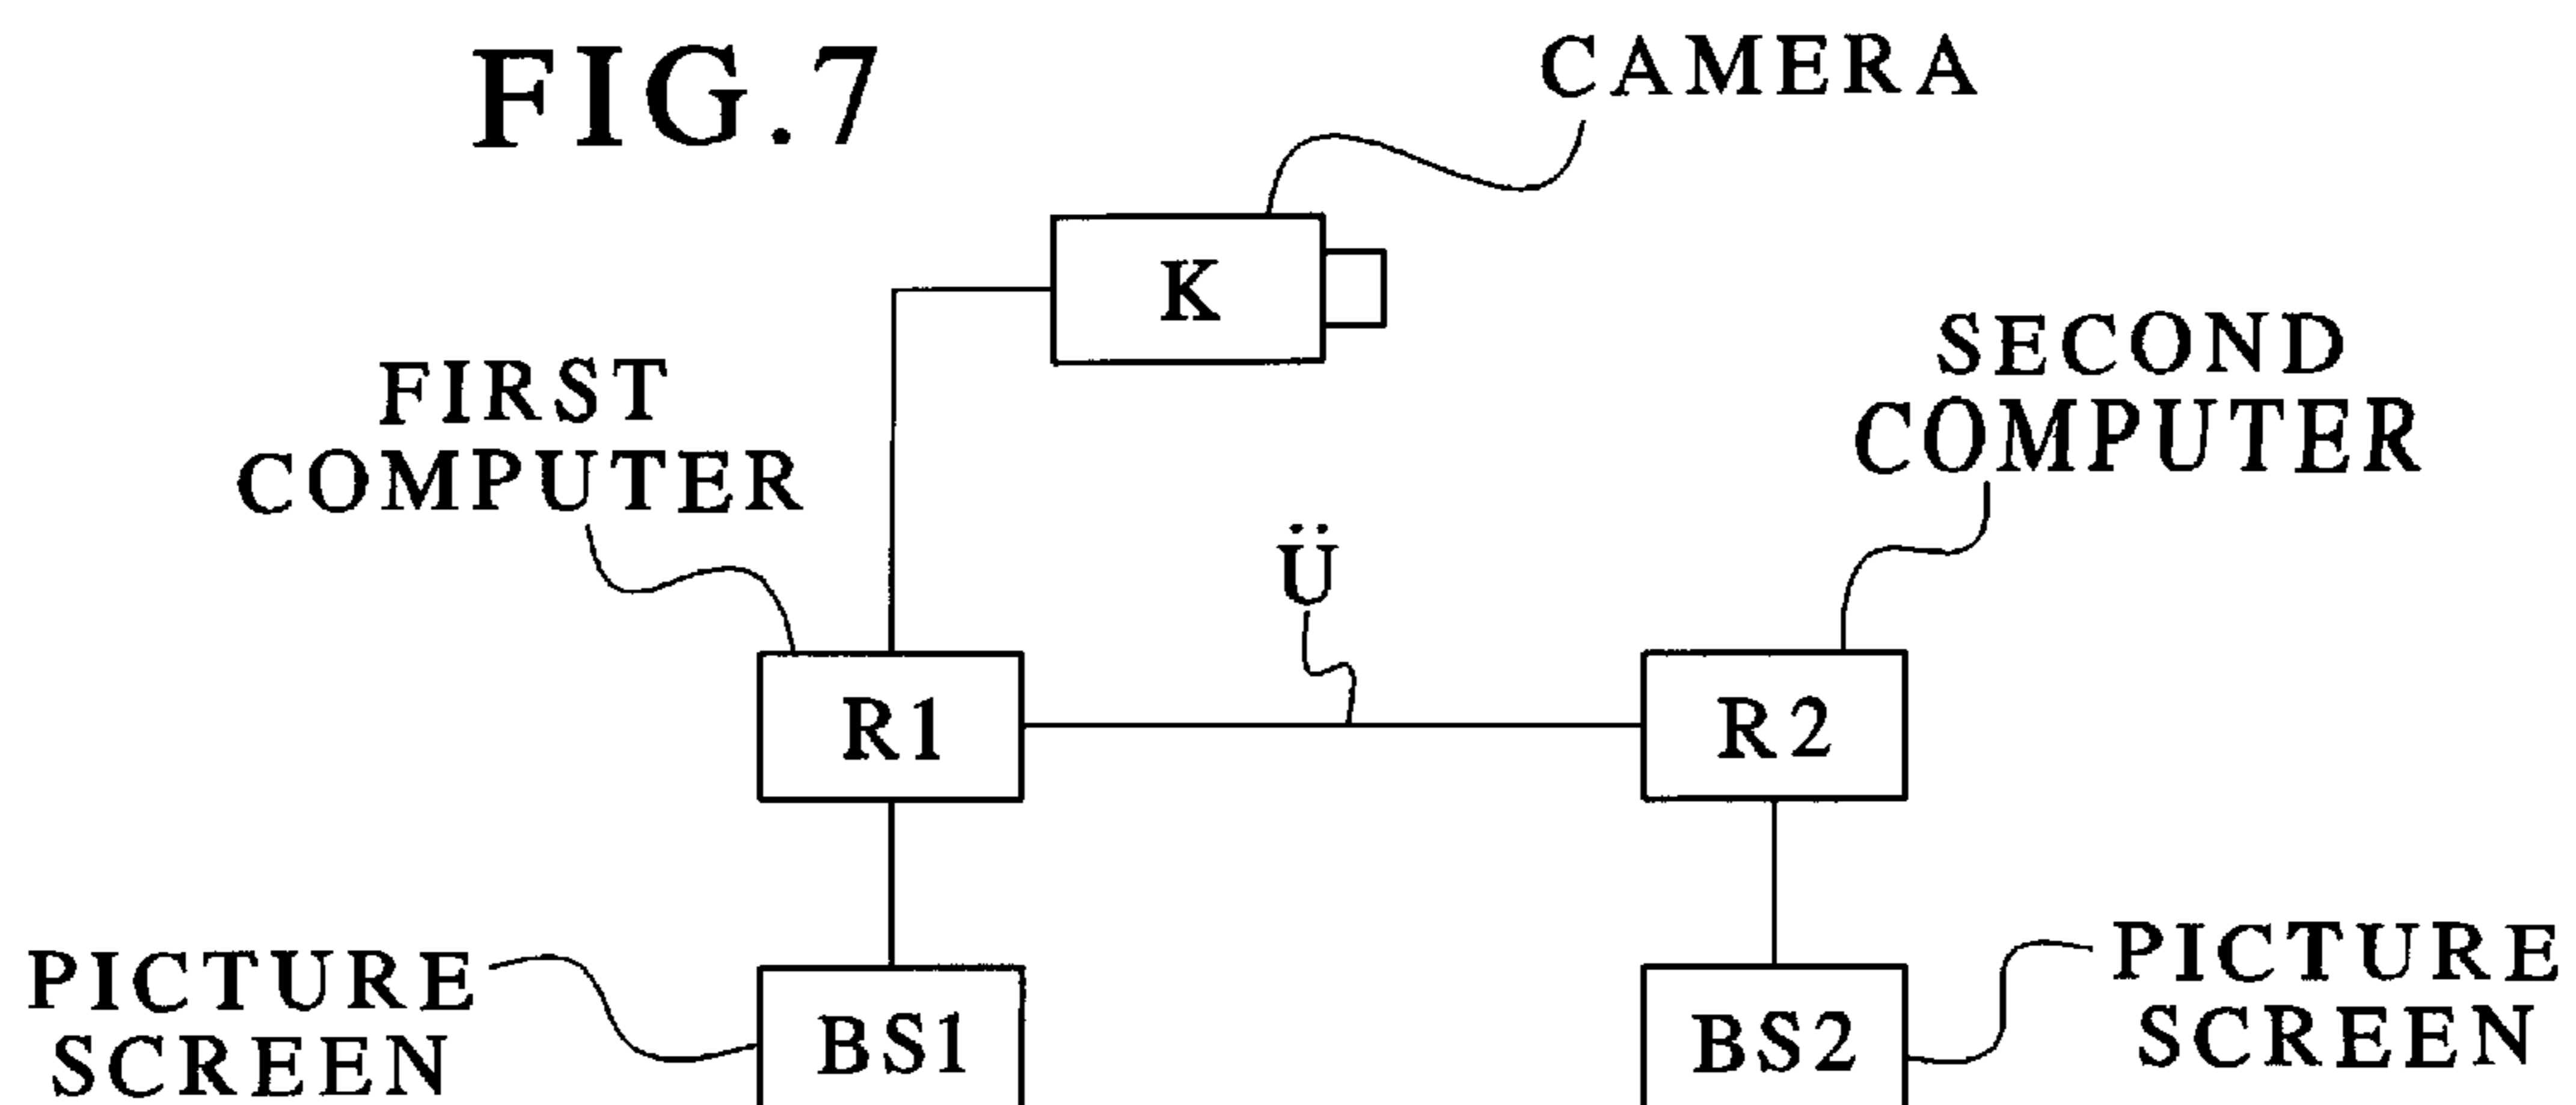 FIG.7
CAMERA
K
SECOND
COMPUTER
FIRST
COMPUTER
Ü
R1
R2
PICTURE
SCREEN
BS1
BS2
PICTURE
SCREEN